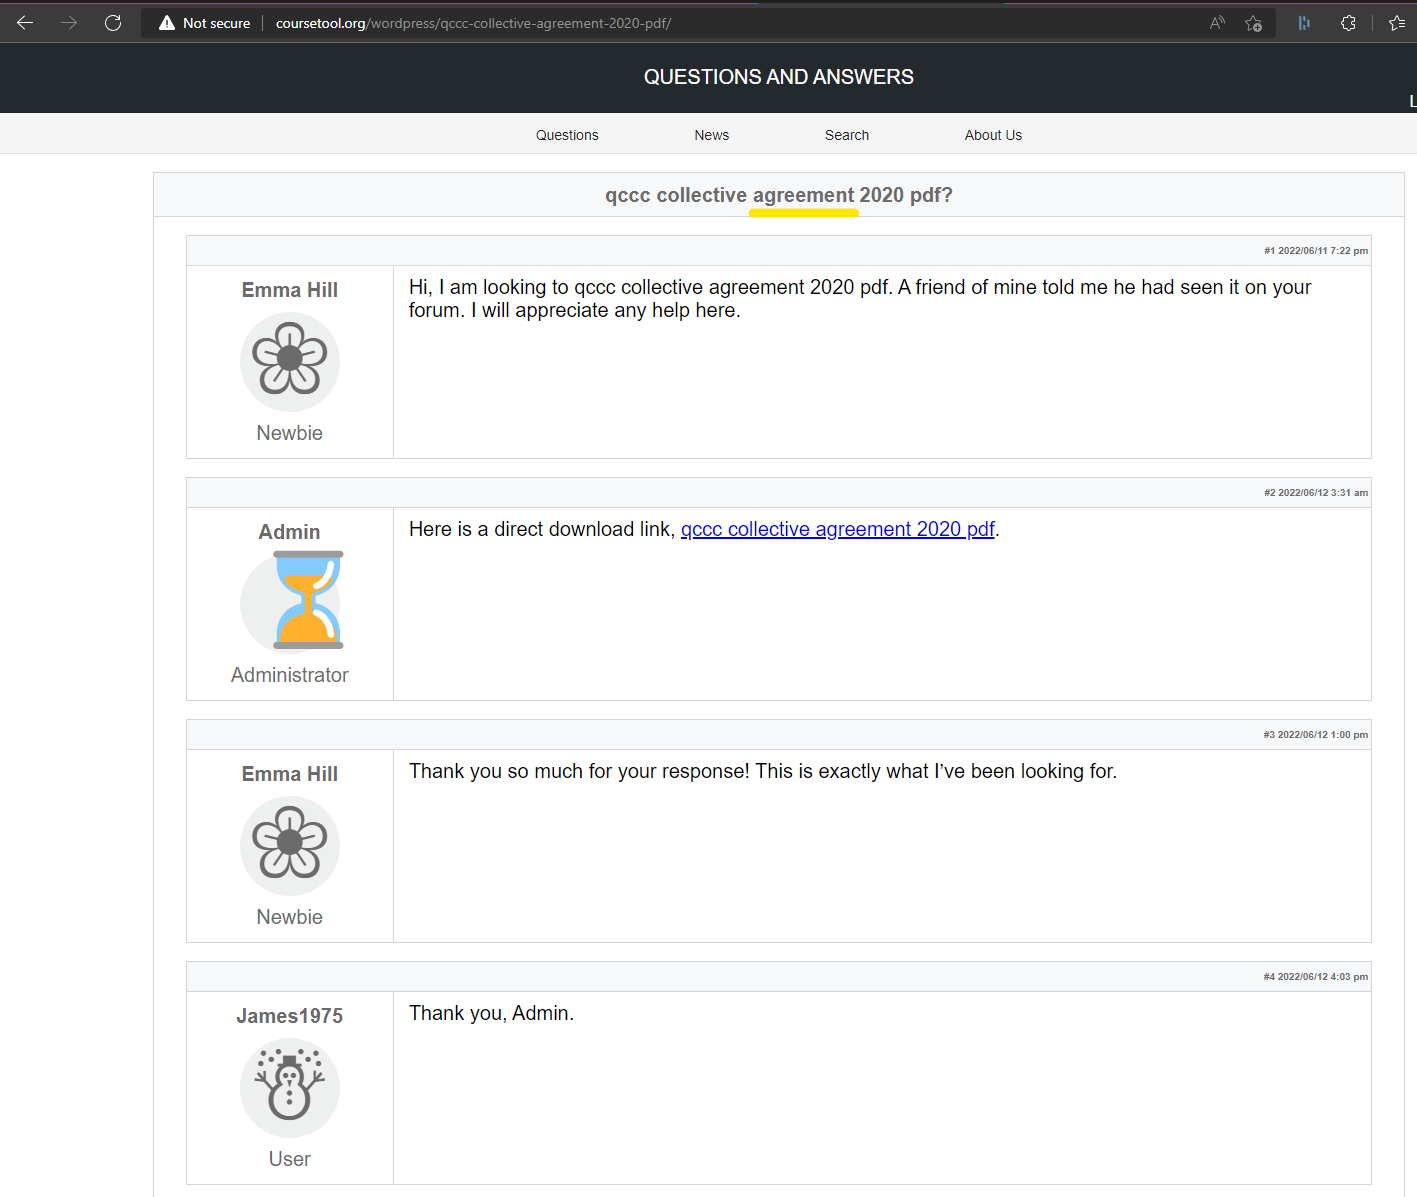 Not secure
coursetool.org/wordpress/qccc-collective-agreement-2020-pdf/
QUESTIONS AND ANSWERS
L
Questions News Search About Us
qccc collective agreement 2020 pdf?
#1 2022/06/11 7:22 pm
Emma Hill
Newbie
Hi, I am looking to qccc collective agreement 2020 pdf. A friend of mine told me he had seen it on your
forum. I will appreciate any help here.
#2 2022/06/12 3:31 am
Admin
Administrator
Here is a direct download link, qccc collective agreement 2020 pdf.
#3 2022/06/12 1:00 pm
Emma Hill
Newbie
Thank you so much for your response! This is exactly what I’ve been looking for.
#4 2022/06/12 4:03 pm
James1975
User
Thank you, Admin.